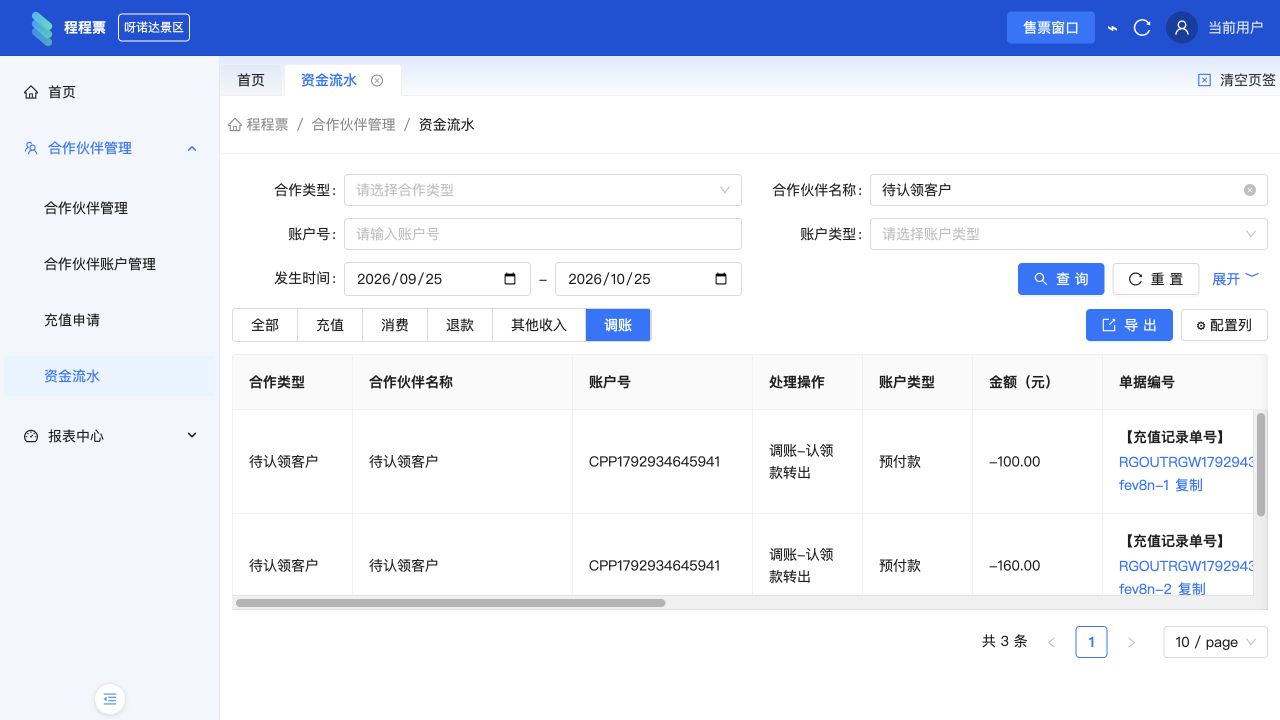 程程票 呀诺达景区 售票窗口 当前用户
首页
合作伙伴管理
合作伙伴管理
合作伙伴账户管理
充值申请
资金流水
报表中心
首页 资金流水 清空页签
程程票 / 合作伙伴管理 / 资金流水
合作类型: 请选择合作类型 合作伙伴名称: 待认领客户
账户号: 请输入账户号 账户类型: 请选择账户类型
发生时间: 2026/09/25 – 2026/10/25 查 询 重 置 展开
全部 充值 消费 退款 其他收入 调账 导 出 配置列
合作类型 合作伙伴名称 账户号 处理操作 账户类型 金额（元） 单据编号
待认领客户 待认领客户 CPP1792934645941 调账-认领
款转出 预付款 -100.00 【充值记录单号】
RGOUTRGW1792943
fev8n-1 复制
待认领客户 待认领客户 CPP1792934645941 调账-认领
款转出 预付款 -160.00 【充值记录单号】
RGOUTRGW1792943
fev8n-2 复制
共 3 条 < 1 > 10 / page